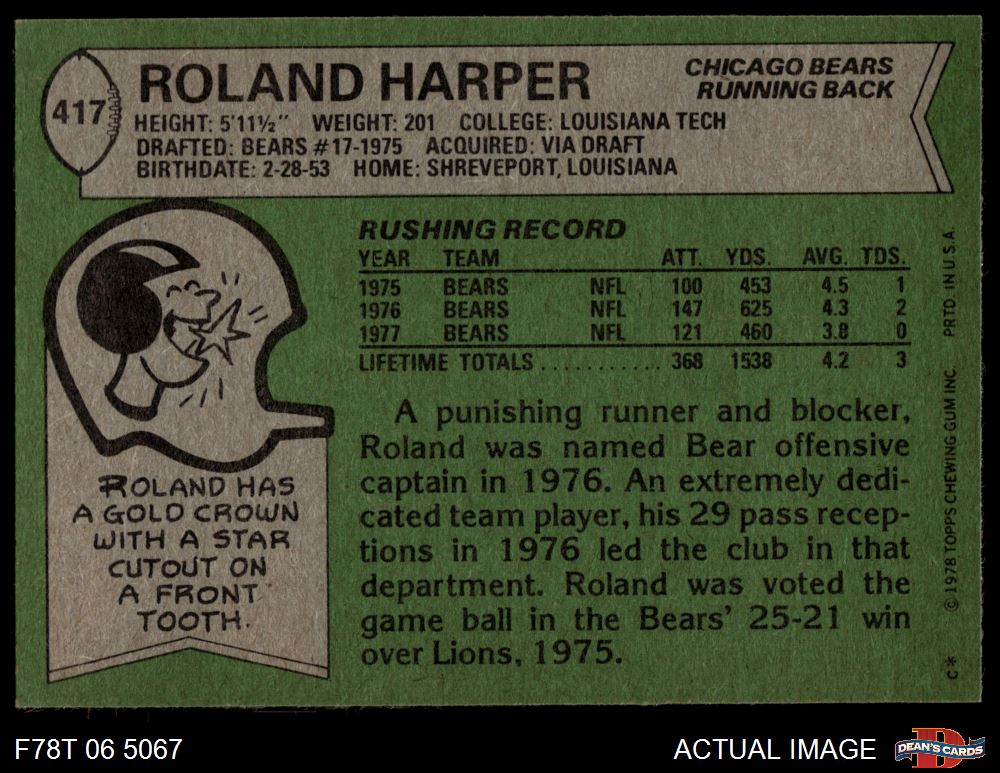 417
ROLAND HARPER
CHICAGO BEARS
RUNNING BACK
HEIGHT: 5'11½" WEIGHT: 201 COLLEGE: LOUISIANA TECH
DRAFTED: BEARS #17-1975 ACQUIRED: VIA DRAFT
BIRTHDATE: 2-28-53 HOME: SHREVEPORT, LOUISIANA
RUSHING RECORD
YEAR TEAM ATT. YDS. AVG. TDS.
1975 BEARS NFL 100 453 4.5 1
1976 BEARS NFL 147 625 4.3 2
1977 BEARS NFL 121 460 3.8 0
LIFETIME TOTALS . . . . . . . . . . . 368 1538 4.2 3
A punishing runner and blocker,
Roland was named Bear offensive
captain in 1976. An extremely dedi-
cated team player, his 29 pass recep-
tions in 1976 led the club in that
department. Roland was voted the
game ball in the Bears' 25-21 win
over Lions, 1975.
ROLAND HAS
A GOLD CROWN
WITH A STAR
CUTOUT ON
A FRONT
TOOTH.
C* © 1978 TOPPS CHEWING GUM INC PRTD. IN U.S.A.
F78T 06 5067
ACTUAL IMAGE
D
DEAN'S CARDS